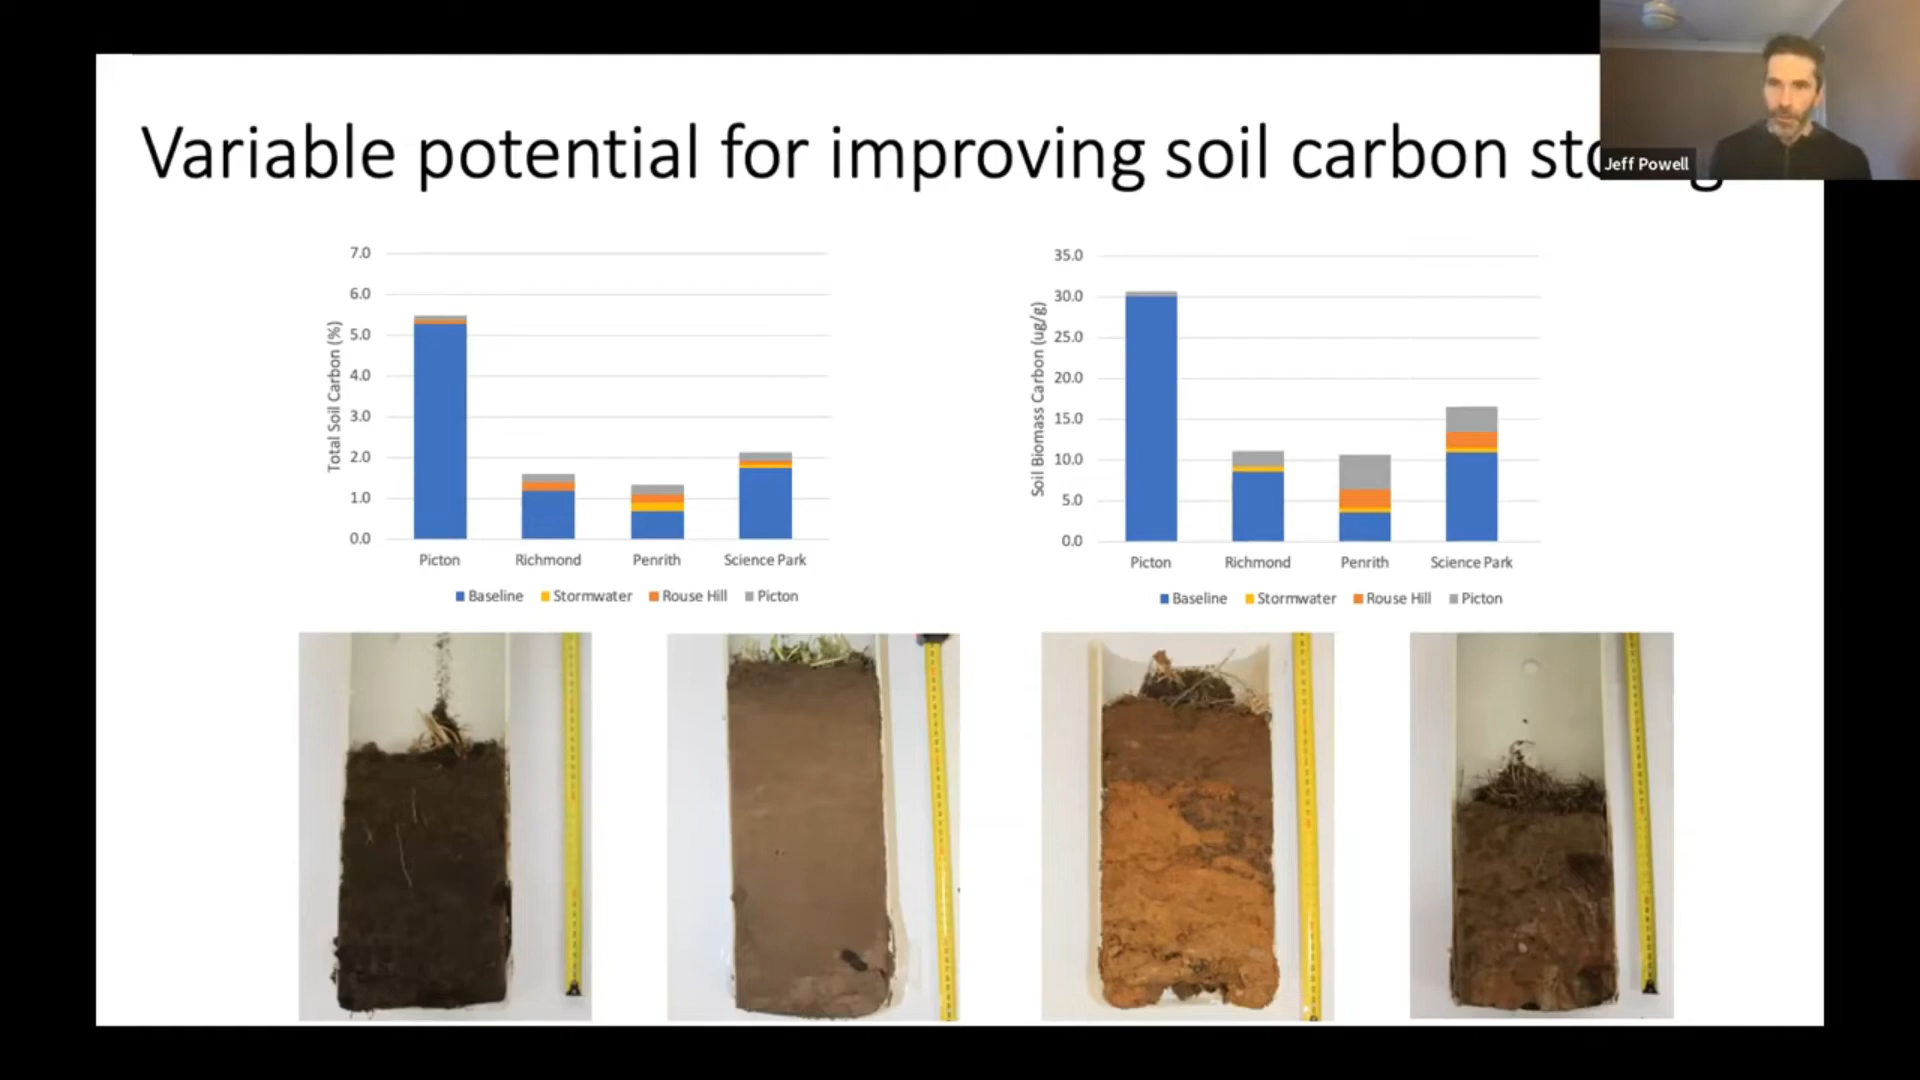 Variable potential for improving soil carbon sto
Jeff Powell
Total Soil Carbon (%)
7.0
6.0
5.0
4.0
3.0
2.0
1.0
0.0
Picton Richmond Penrith Science Park
Baseline Stormwater Rouse Hill Picton
Soil Biomass Carbon (ug/g)
35.0
30.0
25.0
20.0
15.0
10.0
5.0
0.0
Picton Richmond Penrith Science Park
Baseline Stormwater Rouse Hill Picton